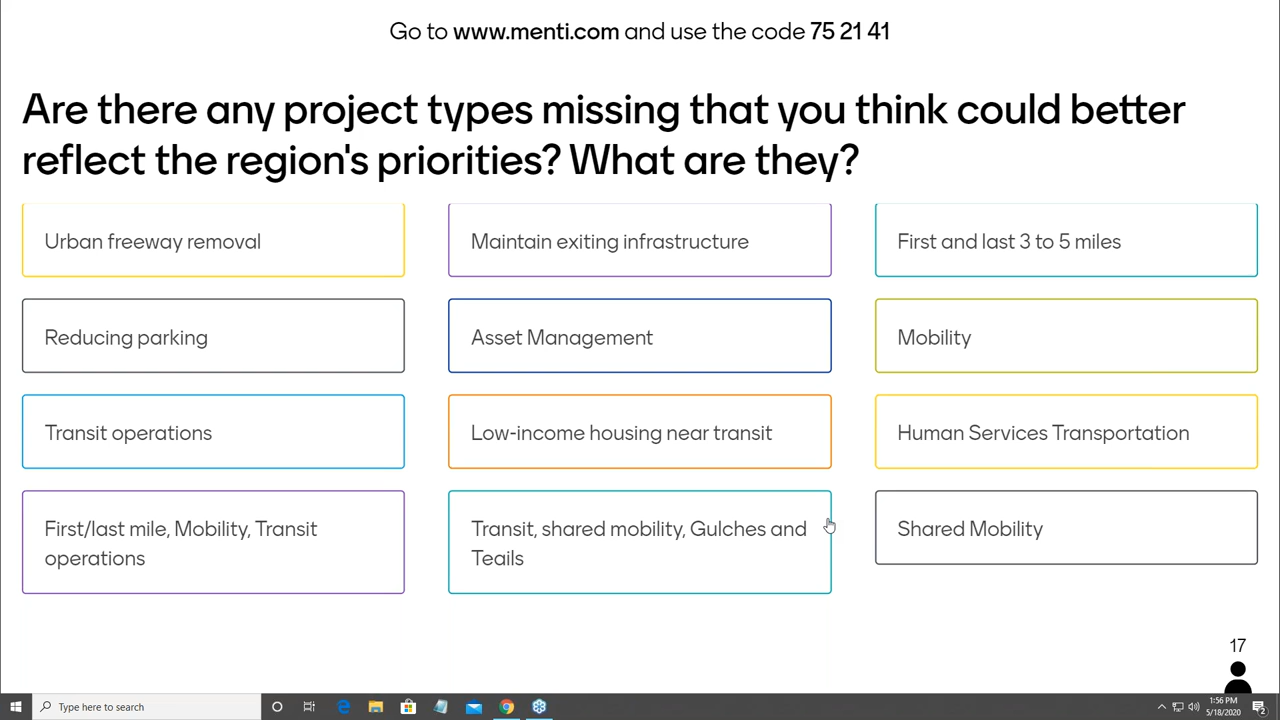 Go to www.menti.com and use the code 75 21 41
Are there any project types missing that you think could better
reflect the region's priorities? What are they?
Urban freeway removal
Maintain exiting infrastructure
First and last 3 to 5 miles
Reducing parking
Asset Management
Mobility
Transit operations
Low-income housing near transit
Human Services Transportation
First/last mile, Mobility, Transit
operations
Transit, shared mobility, Gulches and
Teails
Shared Mobility
17
Type here to search
1:56 PM
5/18/2020
2